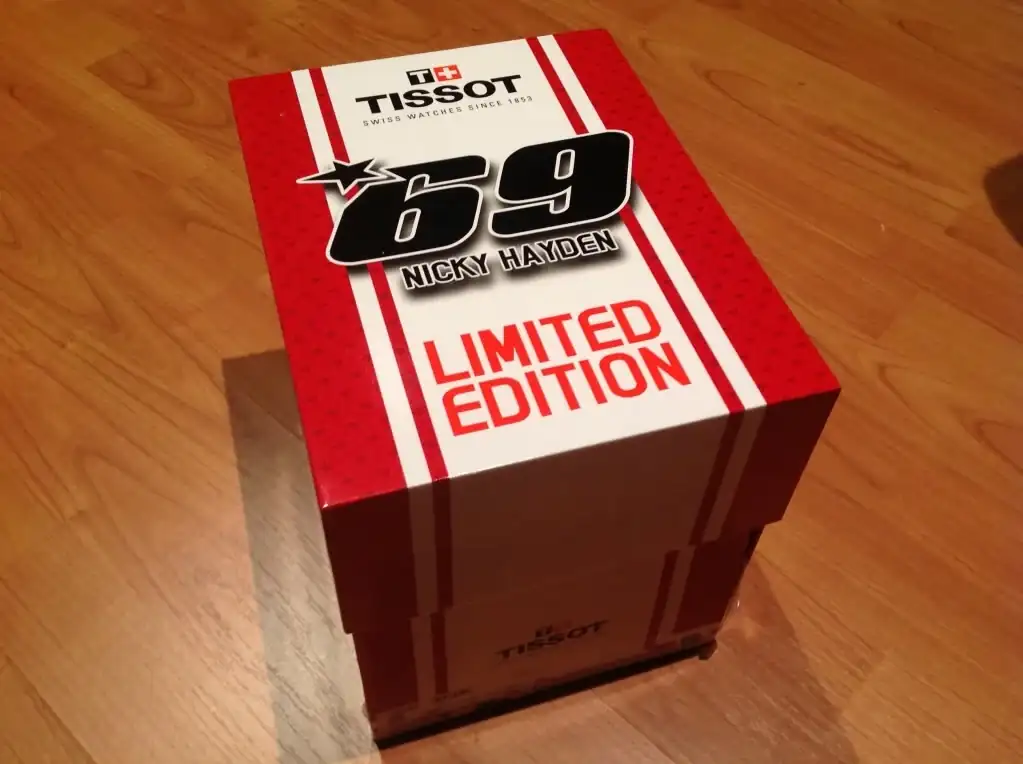 T+
TISSOT
SWISS WATCHES SINCE 1853
69
NICKY HAYDEN
LIMITED
EDITION
TISSOT